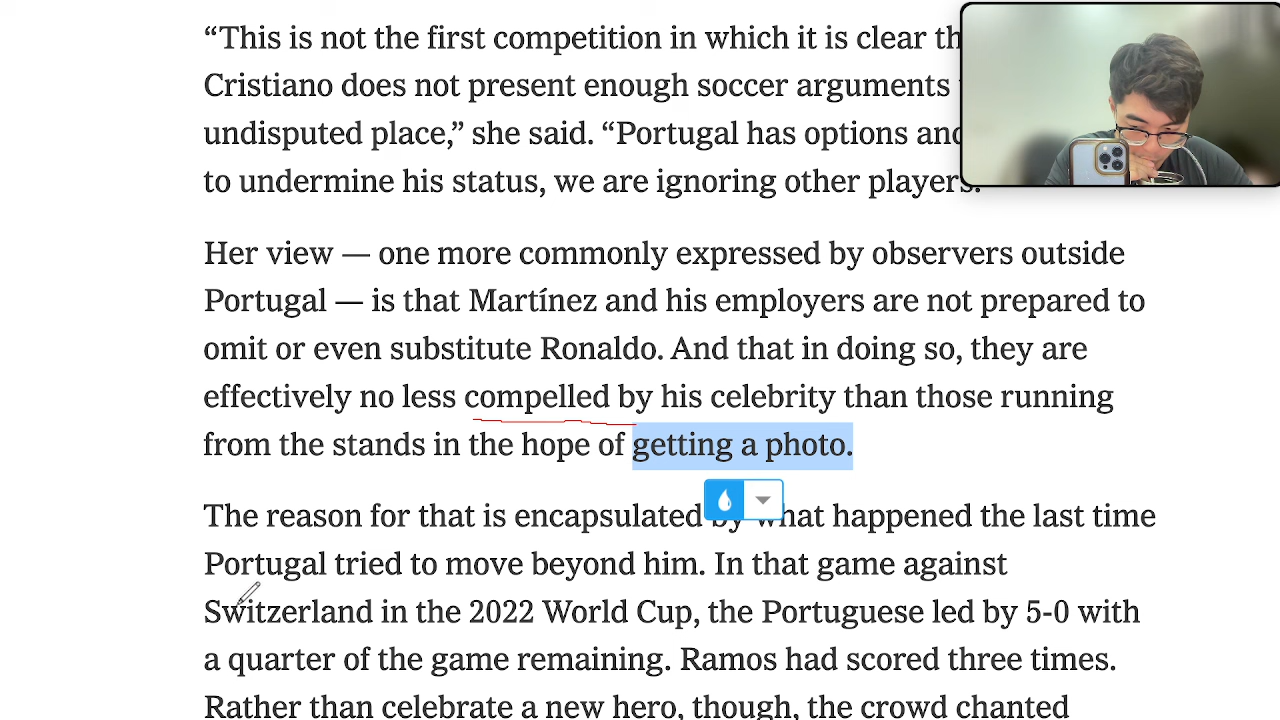 “This is not the first competition in which it is clear
Cristiano does not present enough soccer arguments
undisputed place,” she said. “Portugal has options
to undermine his status, we are ignoring other players.
Her view — one more commonly expressed by observers outside
Portugal — is that Martínez and his employers are not prepared to
omit or even substitute Ronaldo. And that in doing so, they are
effectively no less compelled by his celebrity than those running
from the stands in the hope of getting a photo.
The reason for that is encapsulated by what happened the last time
Portugal tried to move beyond him. In that game against
Switzerland in the 2022 World Cup, the Portuguese led by 5-0 with
a quarter of the game remaining. Ramos had scored three times.
Rather than celebrate a new hero, though, the crowd chanted